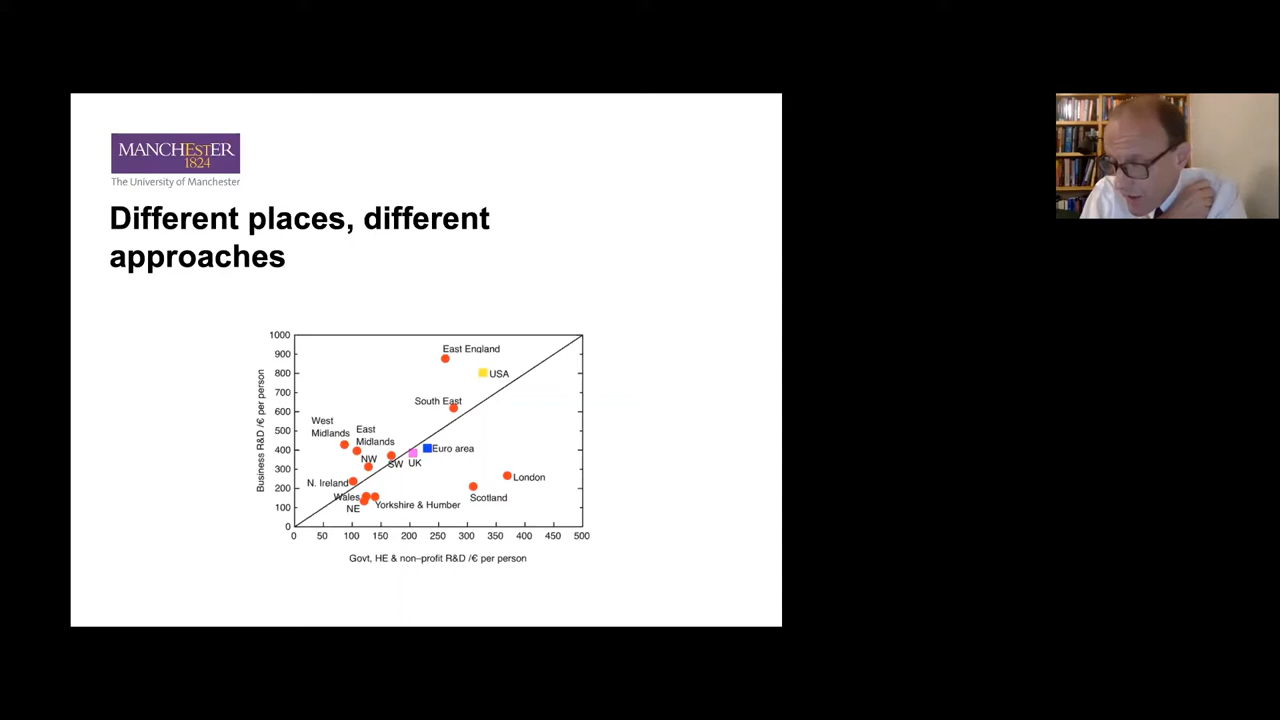 MANCHESTER
1824
The University of Manchester
Different places, different
approaches
1000
900
800
700
600
500
400
300
200
100
0
Business R&D /€ per person
East England
USA
South East
West
Midlands
East
Midlands
NW
SW
UK
Euro area
N. Ireland
London
Wales
Scotland
NE
Yorkshire & Humber
0 50 100 150 200 250 300 350 400 450 500
Govt, HE & non–profit R&D /€ per person